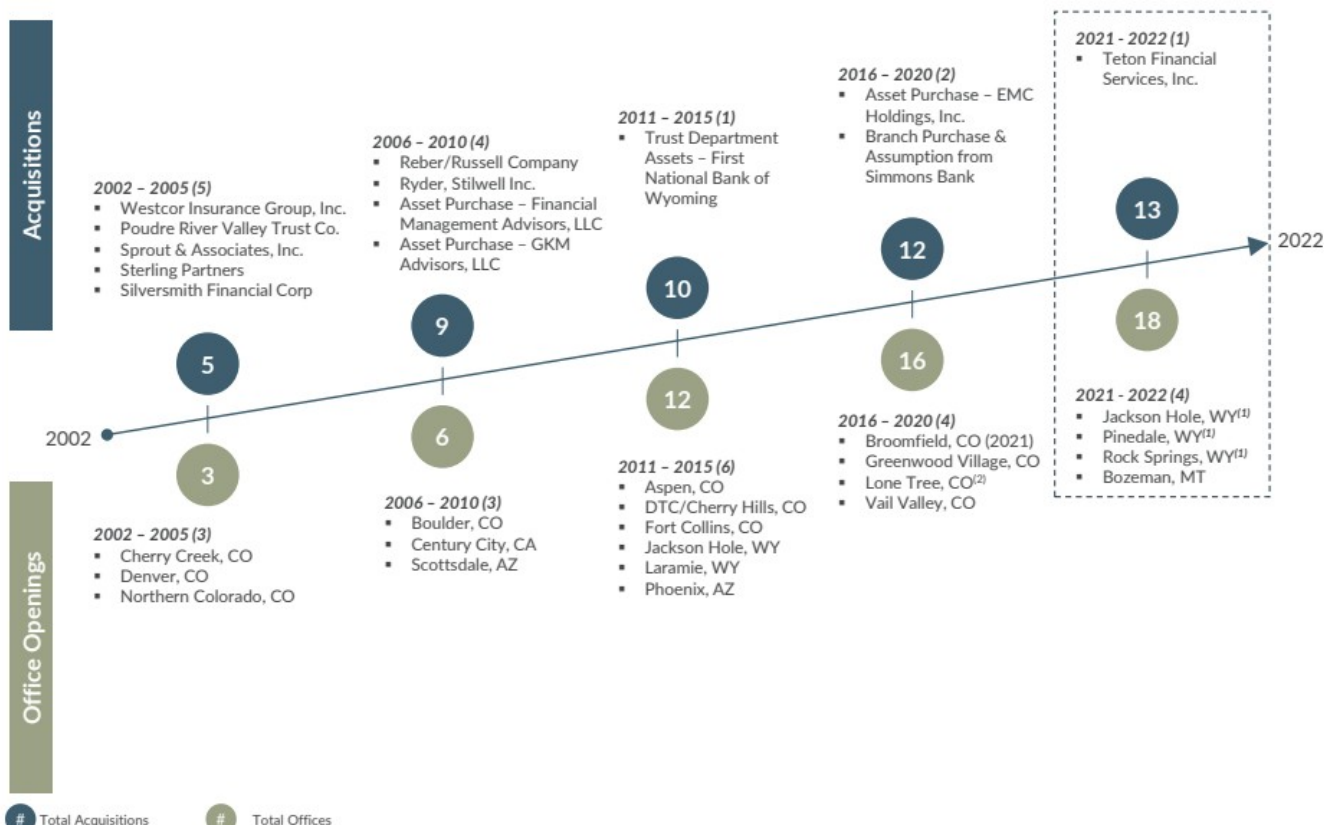 Acquisitions
2002 – 2005 (5)
▪ Westcor Insurance Group, Inc.
▪ Poudre River Valley Trust Co.
▪ Sprout & Associates, Inc.
▪ Sterling Partners
▪ Silversmith Financial Corp
2006 – 2010 (4)
▪ Reber/Russell Company
▪ Ryder, Stilwell Inc.
▪ Asset Purchase – Financial
Management Advisors, LLC
▪ Asset Purchase – GKM
Advisors, LLC
2011 – 2015 (1)
▪ Trust Department
Assets – First
National Bank of
Wyoming
2016 – 2020 (2)
▪ Asset Purchase – EMC
Holdings, Inc.
▪ Branch Purchase &
Assumption from
Simmons Bank
2021 - 2022 (1)
▪ Teton Financial
Services, Inc.
5
9
10
12
13
2002
2022
3
6
12
16
18
Office Openings
2002 – 2005 (3)
▪ Cherry Creek, CO
▪ Denver, CO
▪ Northern Colorado, CO
2006 – 2010 (3)
▪ Boulder, CO
▪ Century City, CA
▪ Scottsdale, AZ
2011 – 2015 (6)
▪ Aspen, CO
▪ DTC/Cherry Hills, CO
▪ Fort Collins, CO
▪ Jackson Hole, WY
▪ Laramie, WY
▪ Phoenix, AZ
2016 – 2020 (4)
▪ Broomfield, CO (2021)
▪ Greenwood Village, CO
▪ Lone Tree, CO(2)
▪ Vail Valley, CO
2021 - 2022 (4)
▪ Jackson Hole, WY(1)
▪ Pinedale, WY(1)
▪ Rock Springs, WY(1)
▪ Bozeman, MT
# Total Acquisitions
# Total Offices